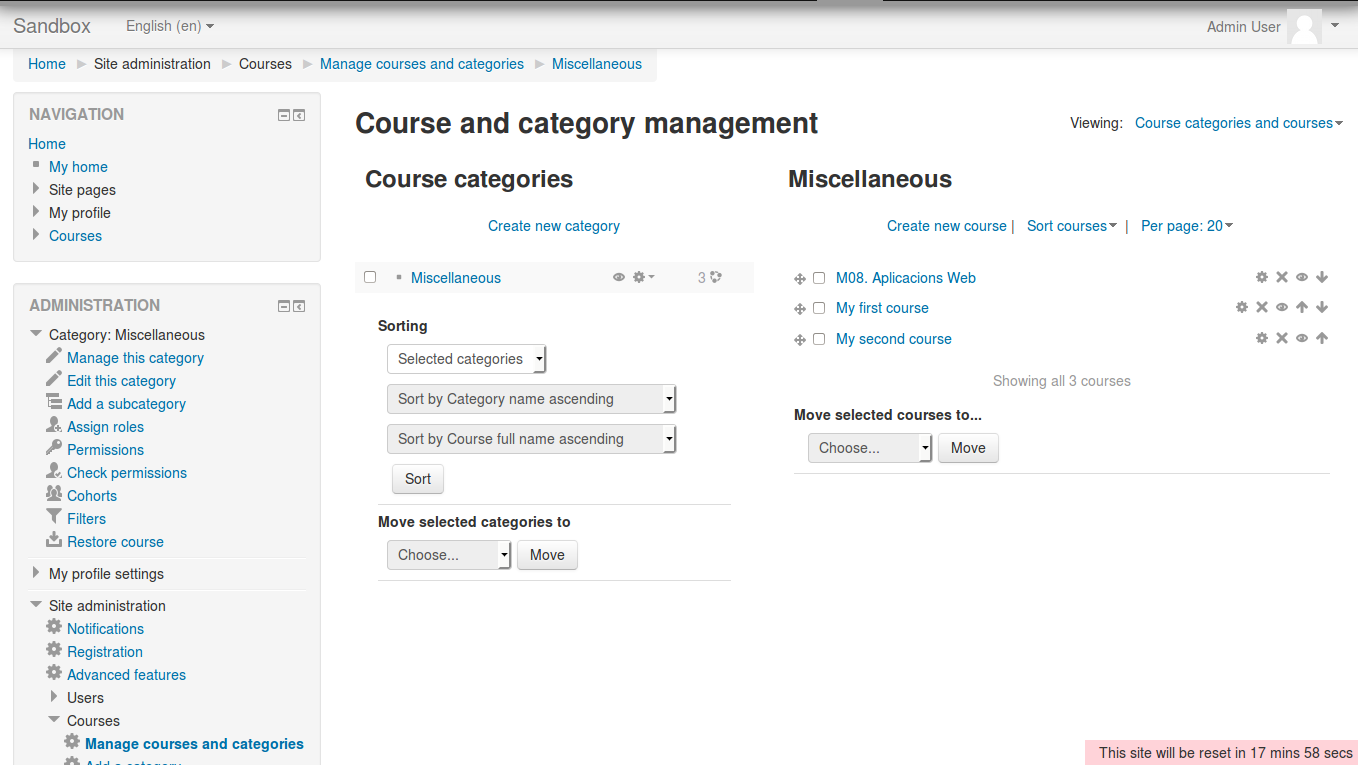 Sandbox English (en) Admin User
Home Site administration Courses Manage courses and categories Miscellaneous
NAVIGATION
Home
My home
Site pages
My profile
Courses
ADMINISTRATION
Category: Miscellaneous
Manage this category
Edit this category
Add a subcategory
Assign roles
Permissions
Check permissions
Cohorts
Filters
Restore course
My profile settings
Site administration
Notifications
Registration
Advanced features
Users
Courses
Manage courses and categories
Add a category
Course and category management
Viewing: Course categories and courses
Course categories
Create new category
Miscellaneous 3
Sorting
Selected categories
Sort by Category name ascending
Sort by Course full name ascending
Sort
Move selected categories to
Choose... Move
Miscellaneous
Create new course | Sort courses | Per page: 20
M08. Aplicacions Web
My first course
My second course
Showing all 3 courses
Move selected courses to...
Choose... Move
This site will be reset in 17 mins 58 secs